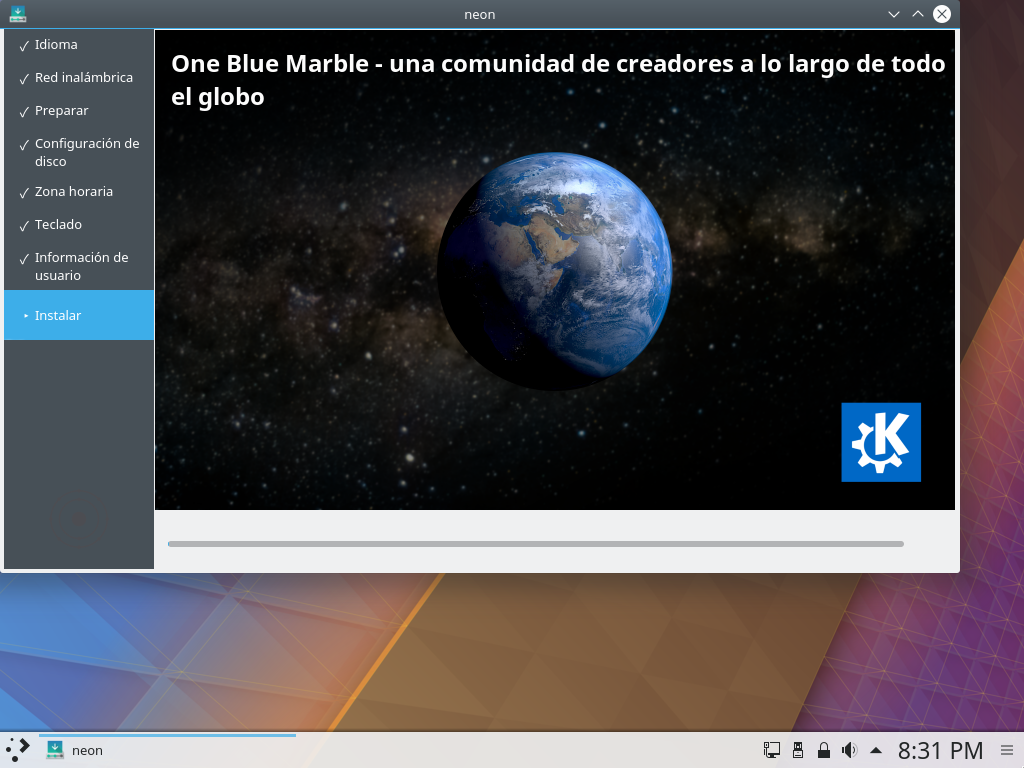 neon
Idioma
Red inalámbrica
Preparar
Configuración de
disco
Zona horaria
Teclado
Información de
usuario
Instalar
One Blue Marble - una comunidad de creadores a lo largo de todo
el globo
K
neon
8:31 PM